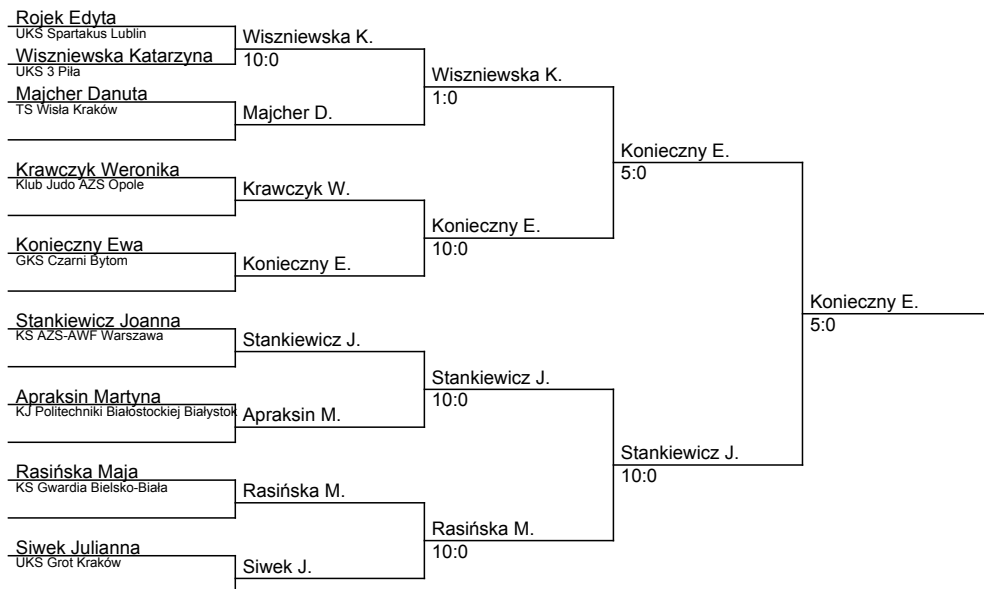 Rojek Edyta
UKS Spartakus Lublin
Wiszniewska Katarzyna
UKS 3 Piła
Majcher Danuta
TS Wisła Kraków
Krawczyk Weronika
Klub Judo AZS Opole
Konieczny Ewa
GKS Czarni Bytom
Stankiewicz Joanna
KS AZS-AWF Warszawa
Apraksin Martyna
KJ Politechniki Białostockiej Białystok
Rasińska Maja
KS Gwardia Bielsko-Biała
Siwek Julianna
UKS Grot Kraków
Wiszniewska K.
10:0
Majcher D.
Krawczyk W.
Konieczny E.
Stankiewicz J.
Apraksin M.
Rasińska M.
Siwek J.
Wiszniewska K.
1:0
Konieczny E.
10:0
Stankiewicz J.
10:0
Rasińska M.
10:0
Konieczny E.
5:0
Stankiewicz J.
10:0
Konieczny E.
5:0